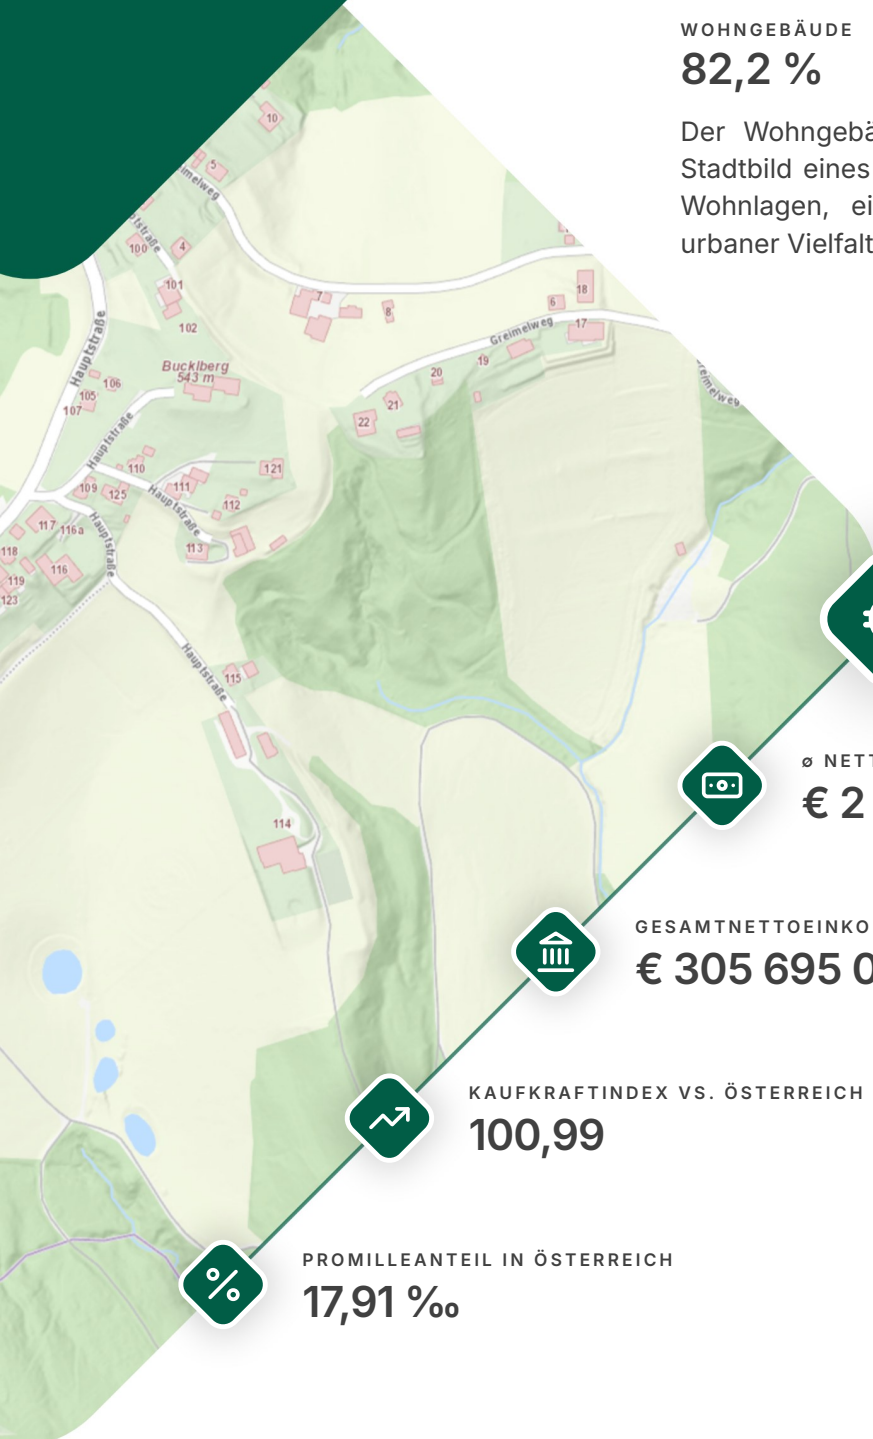 WOHNGEBÄUDE
82,2 %
Der Wohngebä
Stadtbild eines
Wohnlagen, ei
urbaner Vielfalt
10
5
100
4
101
102
18
7
8
6
17
Greimelweg
Hauptstraße
Bucklberg
543 m
106
105
107
19
20
21
22
Greimelweg
Hauptstraße
110
109
125
111
121
112
Hauptstraße
113
117
116a
Hauptstraße
118
116
119
123
Hauptstraße
115
114
ø NETT
€ 2
GESAMTNETTOEINKO
€ 305 695 0
KAUFKRAFTINDEX VS. ÖSTERREICH
100,99
PROMILLEANTEIL IN ÖSTERREICH
17,91 ‰